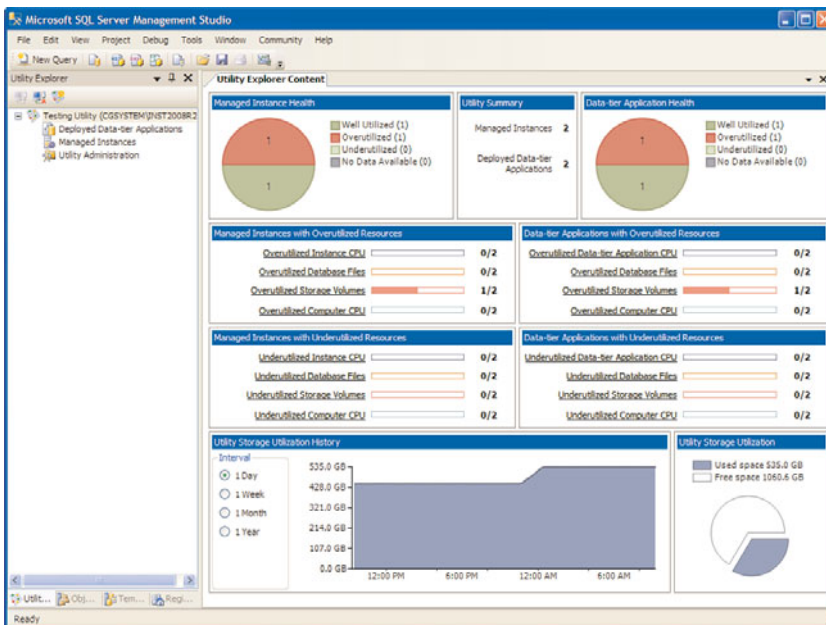 Microsoft SQL Server Management Studio
File Edit View Project Debug Tools Window Community Help
New Query
Utility Explorer
Testing Utility (CGSYSTEM\INST2008R2
Deployed Data-tier Applications
Managed Instances
Utility Administration
Utility Explorer Content
Managed Instance Health
1
1
Well Utilized (1)
Overutilized (1)
Underutilized (0)
No Data Available (0)
Utility Summary
Managed Instances 2
Deployed Data-tier
Applications 2
Data-tier Application Health
1
1
Well Utilized (1)
Overutilized (1)
Underutilized (0)
No Data Available (0)
Managed Instances with Overutilized Resources
Overutilized Instance CPU 0/2
Overutilized Database Files 0/2
Overutilized Storage Volumes 1/2
Overutilized Computer CPU 0/2
Data-tier Applications with Overutilized Resources
Overutilized Data-tier Application CPU 0/2
Overutilized Database Files 0/2
Overutilized Storage Volumes 1/2
Overutilized Computer CPU 0/2
Managed Instances with Underutilized Resources
Underutilized Instance CPU 0/2
Underutilized Database Files 0/2
Underutilized Storage Volumes 0/2
Underutilized Computer CPU 0/2
Data-tier Applications with Underutilized Resources
Underutilized Data-tier Application CPU 0/2
Underutilized Database Files 0/2
Underutilized Storage Volumes 0/2
Underutilized Computer CPU 0/2
Utility Storage Utilization History
Interval
1 Day
1 Week
1 Month
1 Year
535.0 GB
428.0 GB
321.0 GB
214.0 GB
107.0 GB
0.0 GB
12:00 PM 6:00 PM 12:00 AM 6:00 AM
Utility Storage Utilization
Used space 535.0 GB
Free space 1060.6 GB
Utilit... Obj... Tem... Regi...
Ready